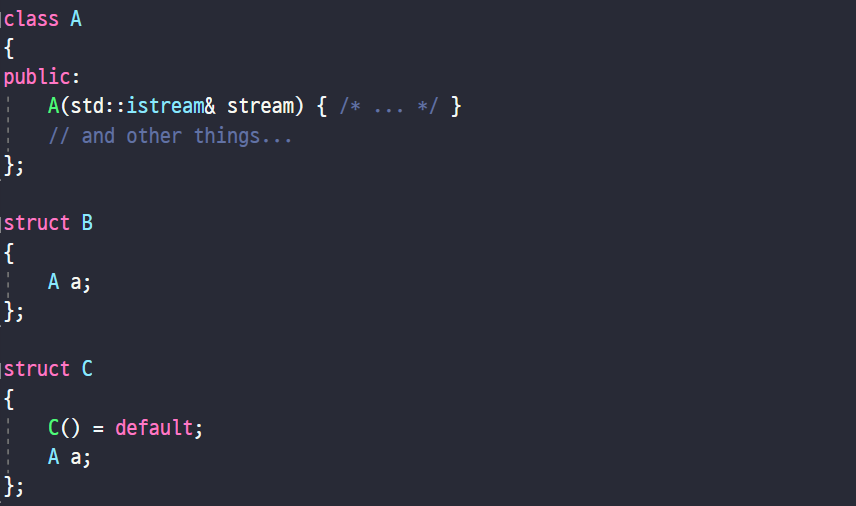 class A
{
public:
    A(std::istream& stream) { /* ... */ }
    // and other things...
};
struct B
{
    A a;
};
struct C
{
    C() = default;
    A a;
};